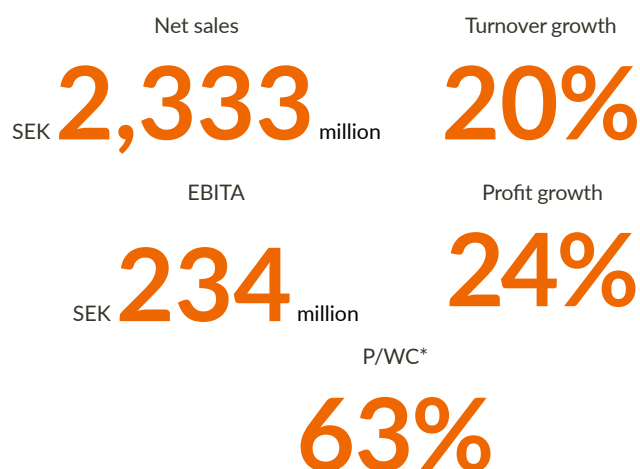 Net sales
Turnover growth
SEK 2,333 million
20%
EBITA
Profit growth
SEK 234 million
24%
P/WC*
63%